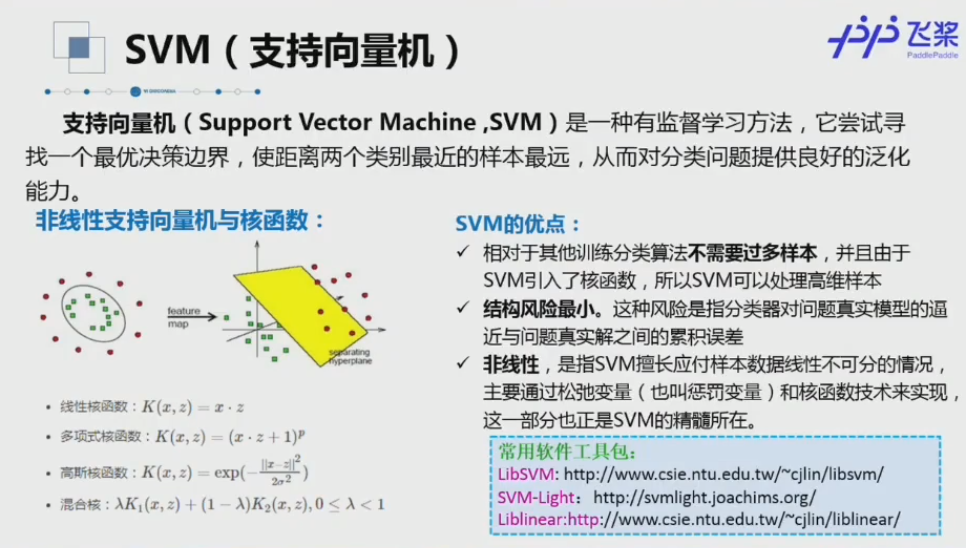 SVM（支持向量机）
飞桨
PaddlePaddle
支持向量机（Support Vector Machine ,SVM）是一种有监督学习方法，它尝试寻
找一个最优决策边界，使距离两个类别最近的样本最远，从而对分类问题提供良好的泛化
能力。
非线性支持向量机与核函数：
feature
map
separating
hyperplane
• 线性核函数：K(x, z) = x · z
• 多项式核函数：K(x, z) = (x · z + 1)^p
• 高斯核函数：K(x, z) = exp(−||x−z||²/2σ²)
• 混合核：λK₁(x, z) + (1 − λ)K₂(x, z), 0 ≤ λ < 1
SVM的优点：
✓ 相对于其他训练分类算法不需要过多样本，并且由于
SVM引入了核函数，所以SVM可以处理高维样本
✓ 结构风险最小。这种风险是指分类器对问题真实模型的逼
近与问题真实解之间的累积误差
✓ 非线性，是指SVM擅长应付样本数据线性不可分的情况，
主要通过松弛变量（也叫惩罚变量）和核函数技术来实现，
这一部分也正是SVM的精髓所在。
常用软件工具包：
LibSVM: http://www.csie.ntu.edu.tw/~cjlin/libsvm/
SVM-Light： http://svmlight.joachims.org/
Liblinear:http://www.csie.ntu.edu.tw/~cjlin/liblinear/